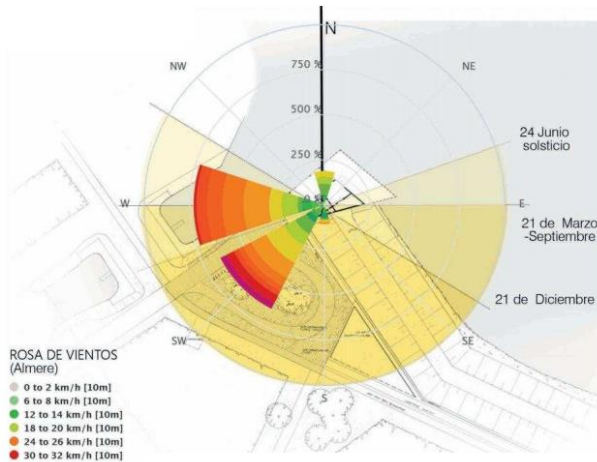 N
NW
NE
750 %
500 %
250 %
0 %
24 Junio
solsticio
W
E
21 de Marzo
-Septiembre
21 de Diciembre
SW
SE
S
ROSA DE VIENTOS
(Almere)
0 to 2 km/h [10m]
6 to 8 km/h [10m]
12 to 14 km/h [10m]
18 to 20 km/h [10m]
24 to 26 km/h [10m]
30 to 32 km/h [10m]